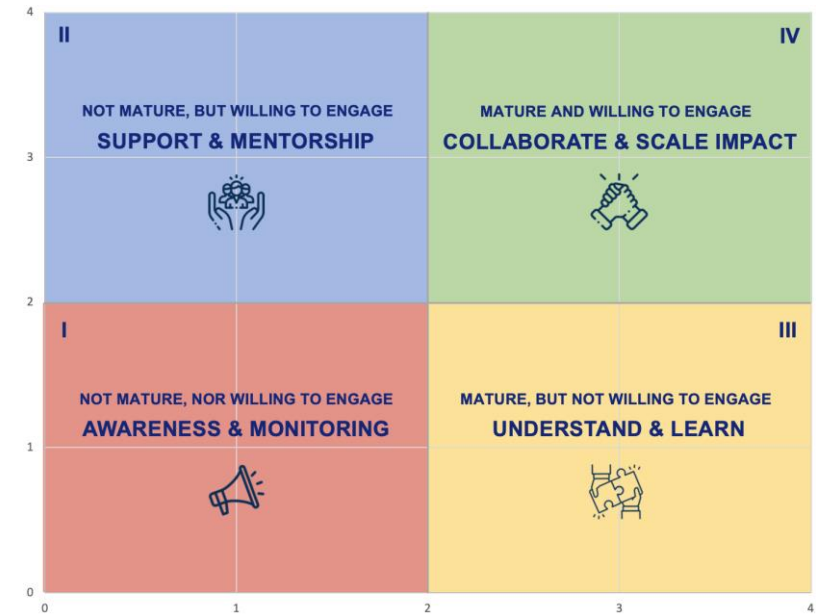 4
II
IV
NOT MATURE, BUT WILLING TO ENGAGE
SUPPORT & MENTORSHIP
MATURE AND WILLING TO ENGAGE
COLLABORATE & SCALE IMPACT
3
2
I
III
NOT MATURE, NOR WILLING TO ENGAGE
AWARENESS & MONITORING
MATURE, BUT NOT WILLING TO ENGAGE
UNDERSTAND & LEARN
1
0
0
1
2
3
4